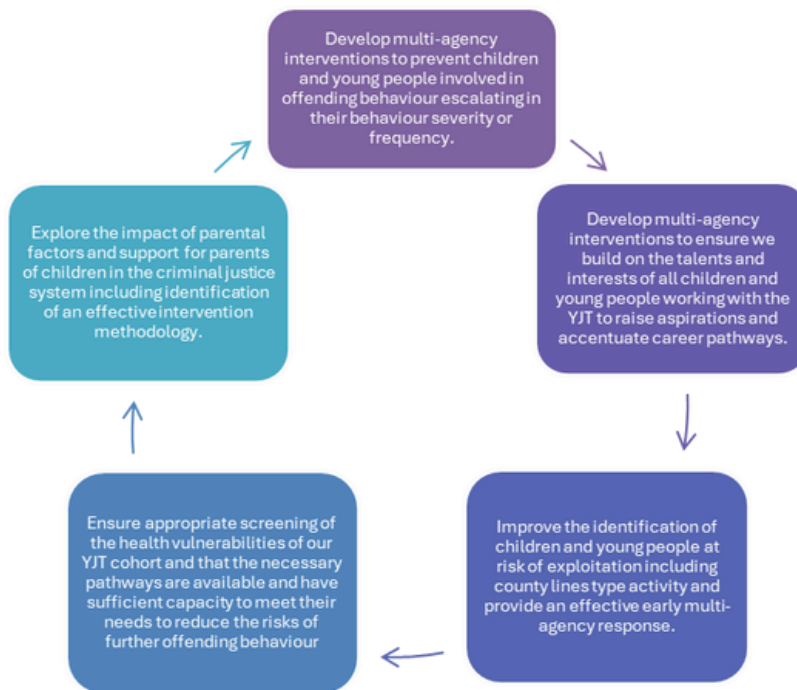 Develop multi-agency
interventions to prevent children
and young people involved in
offending behaviour escalating in
their behaviour severity or
frequency.
Develop multi-agency
interventions to ensure we
build on the talents and
interests of all children and
young people working with the
YJT to raise aspirations and
accentuate career pathways.
Improve the identification of
children and young people at
risk of exploitation including
county lines type activity and
provide an effective early multi-
agency response.
Ensure appropriate screening of
the health vulnerabilities of our
YJT cohort and that the necessary
pathways are available and have
sufficient capacity to meet their
needs to reduce the risks of
further offending behaviour
Explore the impact of parental
factors and support for parents
of children in the criminal justice
system including identification
of an effective intervention
methodology.